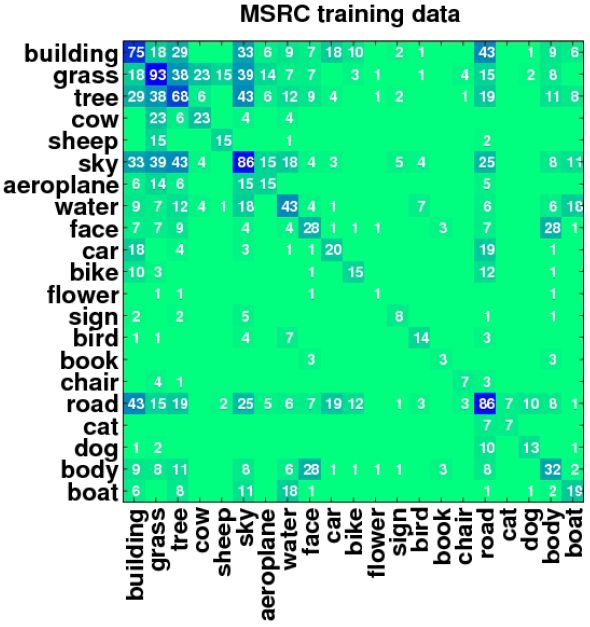 MSRC training data
building 75 18 29 33 6 9 7 18 10 2 1 43 1 9 6
grass 18 93 38 23 15 39 14 7 7 3 1 1 4 15 2 8
tree 29 38 68 6 43 6 12 9 4 1 2 1 19 11 8
cow 23 6 23 4 4
sheep 15 15 1 2
sky 33 39 43 4 86 15 18 4 3 5 4 25 8 11
aeroplane 6 14 6 15 15 5
water 9 7 12 4 1 18 43 4 1 7 6 6 18
face 7 7 9 4 4 28 1 1 1 3 7 28 1
car 18 4 3 1 1 20 19 1
bike 10 3 1 15 12 1
flower 1 1 1 1 1
sign 2 2 5 8 1 1
bird 1 1 4 7 14 3
book 3 3 3
chair 4 1 7 3
road 43 15 19 2 25 5 6 7 19 12 1 3 3 86 7 10 8 1
cat 7 7
dog 1 2 10 13 1
body 9 8 11 8 6 28 1 1 1 1 3 8 32 2
boat 6 8 11 18 1 1 1 2 19
building grass tree cow sheep sky aeroplane water face car bike flower sign bird book chair road cat dog body boat